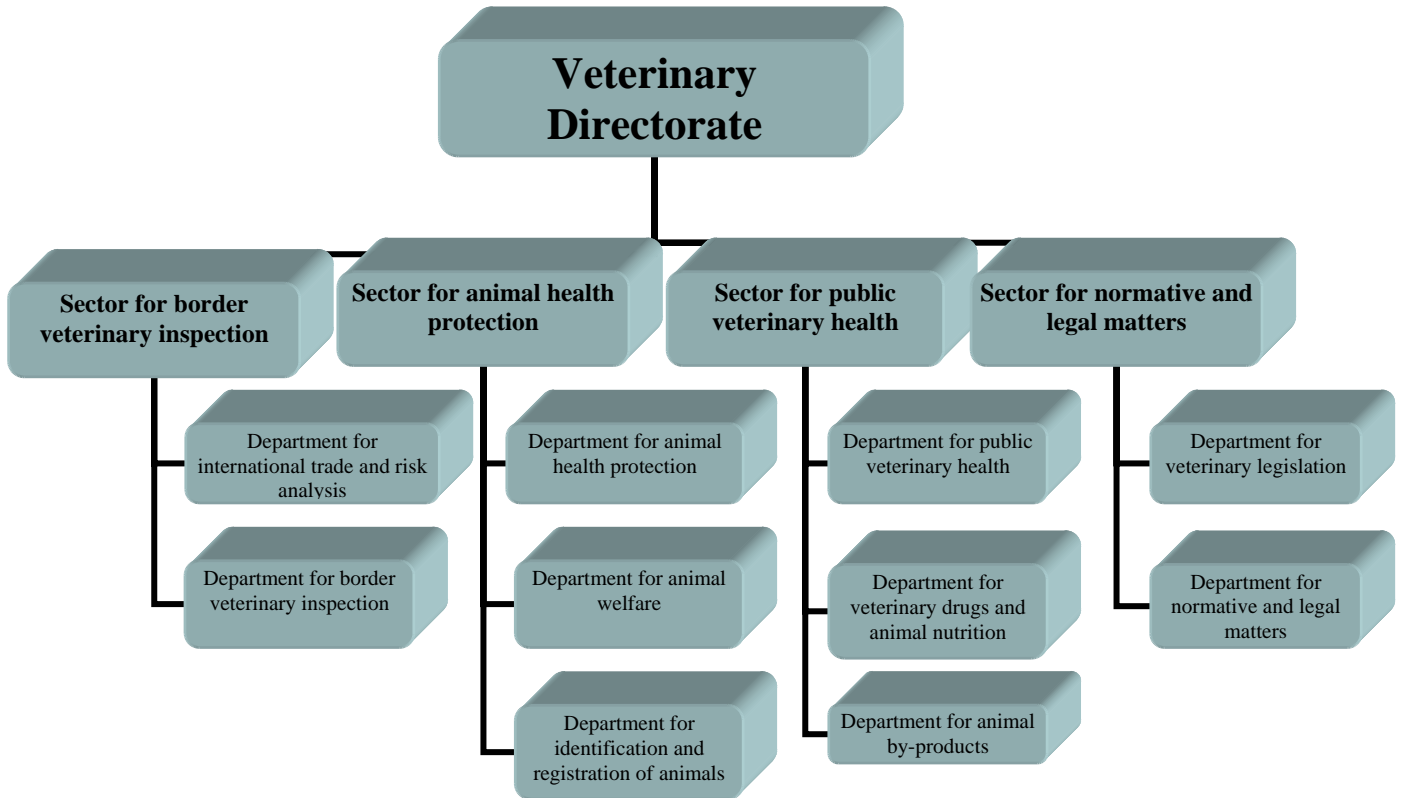 Veterinary
Directorate
Sector for border
veterinary inspection
Sector for animal health
protection
Sector for public
veterinary health
Sector for normative and
legal matters
Department for
international trade and risk
analysis
Department for animal
health protection
Department for public
veterinary health
Department for
veterinary legislation
Department for border
veterinary inspection
Department for animal
welfare
Department for
veterinary drugs and
animal nutrition
Department for
normative and legal
matters
Department for
identification and
registration of animals
Department for animal
by-products